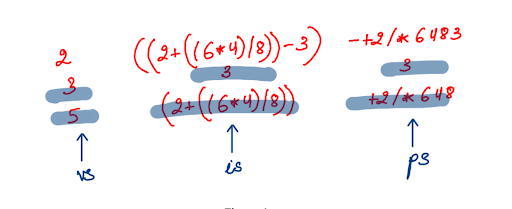 2 ((2+((6*4)/8))-3) -+2/*6483
3 3 3
5 (2+((6*4)/8)) +2/*648
vs is ps